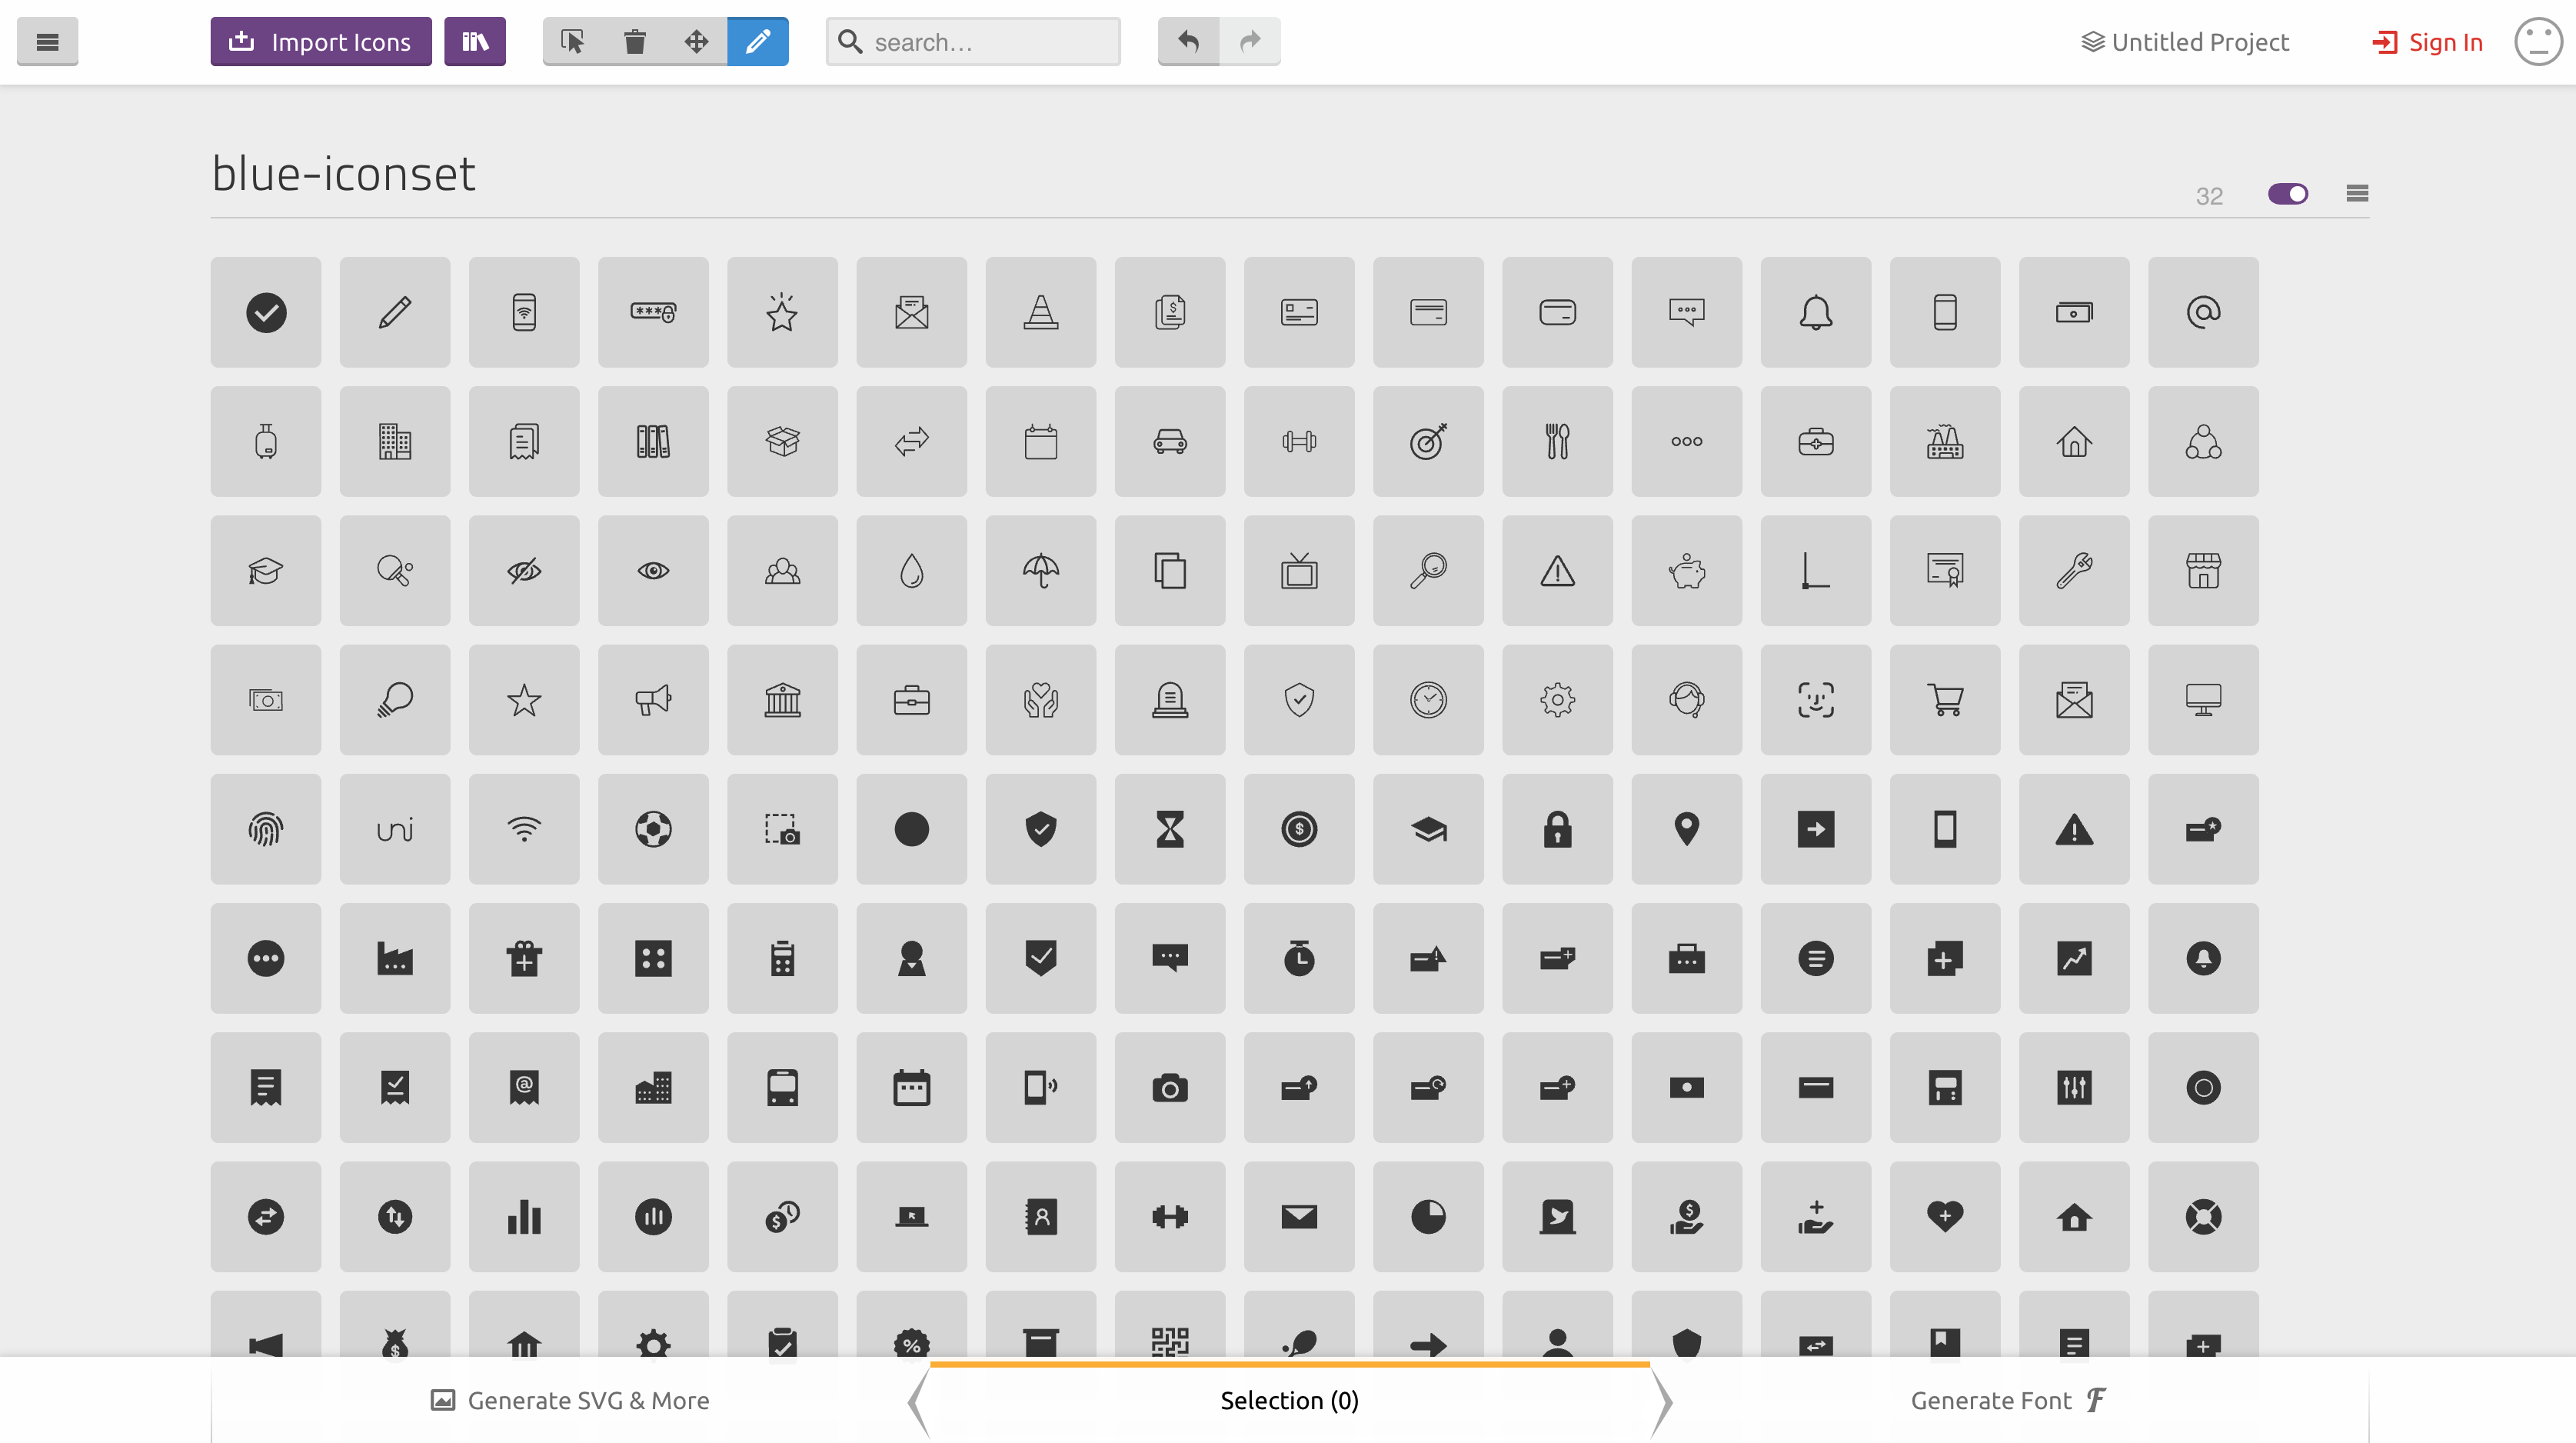 Import Icons
search...
Untitled Project
Sign In
blue-iconset
32
uni
Generate SVG & More
Selection (0)
Generate Font